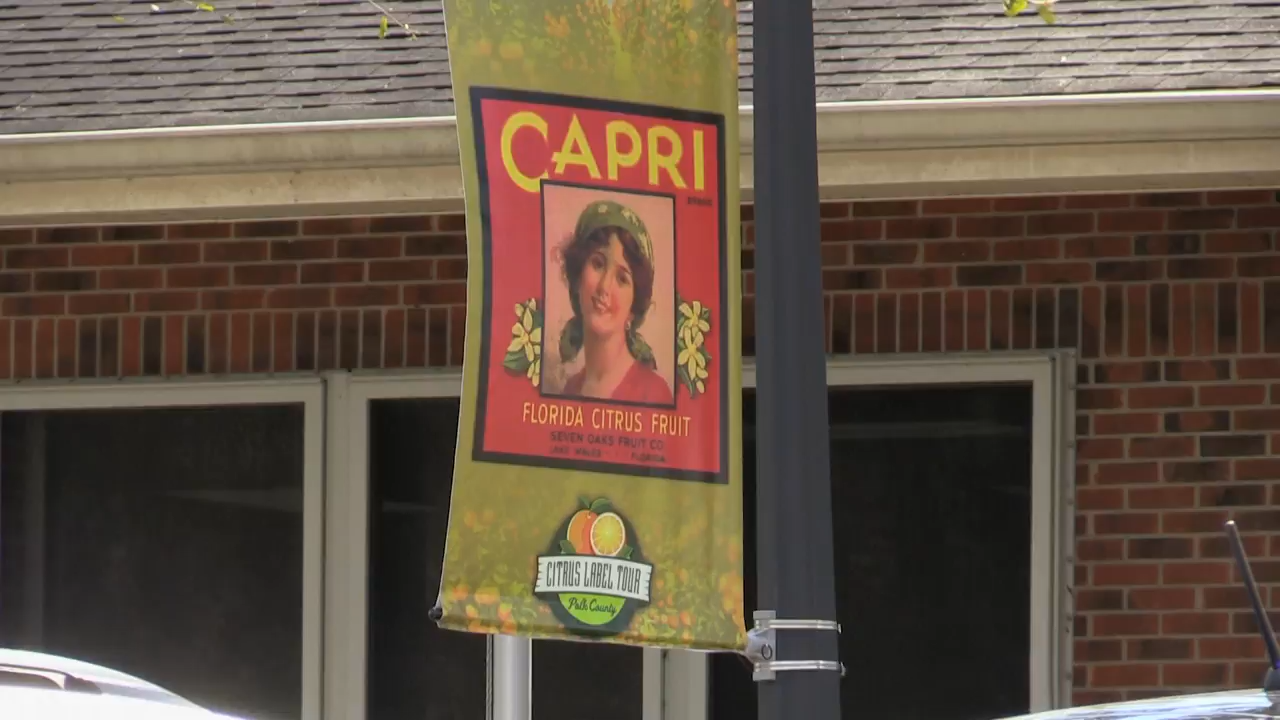 CAPRI
BRAND
FLORIDA CITRUS FRUIT
SEVEN OAKS FRUIT CO
LAKE WALES FLORIDA
CITRUS LABEL TOUR
Polk County